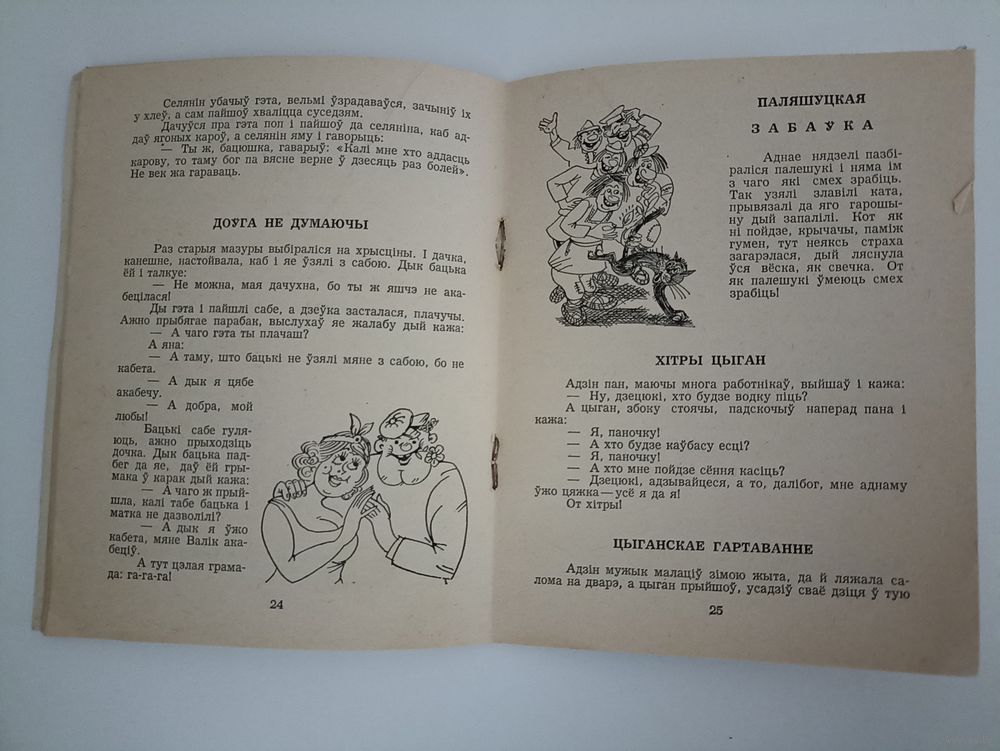 Селянін убачыў гэта, вельмі ўзрадаваўся, зачыніў іх
у хлеў, а сам пайшоў хваліцца суседзям.
Дачуўся пра гэта поп і пайшоў да селяніна, каб ад-
даў ягоных кароў, а селянін яму і гаворыць:
— Ты ж, бацюшка, гаварыў: «Калі мне хто аддасць
карову, то таму бог па вясне верне ў дзесяць раз болей».
Не век жа гараваць.
ДОЎГА НЕ ДУМАЮЧЫ
Раз старыя мазуры выбіраліся на хрысціны. І дачка,
канешне, настойвала, каб і яе ўзялі з сабою. Дык бацька
ёй і талкуе:
— Не можна, мая дачухна, бо ты ж яшчэ не ака-
бецілася!
Ды гэта і пайшлі сабе, а дзеўка засталася, плачучы.
Ажно прыбягае парабак, выслухаў яе жалабу дый кажа:
— А чаго гэта ты плачаш?
А яна:
— А таму, што бацькі не ўзялі мяне з сабою, бо не
кабета.
— А дык я цябе
акабечу.
— А добра, мой
любы!
Бацькі сабе гуля-
юць, ажно прыходзіць
дочка. Дык бацька пад-
бег да яе, даў ёй гры-
мака ў карак дый кажа:
— А чаго ж прый-
шла, калі табе бацька і
матка не дазволілі?
— А дык я ўжо
кабета, мяне Валік ака-
беціў.
А тут цэлая грама-
да: га-га-га!
24
ПАЛЯШУЦКАЯ
ЗАБАЎКА
Аднае нядзелі пазбі-
раліся палешукі і няма ім
з чаго які смех зрабіць.
Так узялі злавілі ката,
прывязалі да яго гарошы-
ну дый запалілі. Кот як
ні пойдзе, крычачы, паміж
гумен, тут неяксь страха
загарэлася, дый ляснула
ўся вёска, як свечка. От
як палешукі ўмеюць смех
зрабіць!
ХІТРЫ ЦЫГАН
Адзін пан, маючы многа работнікаў, выйшаў і кажа:
— Ну, дзецюкі, хто будзе водку піць?
А цыган, збоку стоячы, падскочыў наперад пана і
кажа:
— Я, паночку!
— А хто будзе каўбасу есці?
— Я, паночку!
— А хто мне пойдзе сёння касіць?
— Дзецюкі, адзывайцеся, а то, далібог, мне аднаму
ўжо цяжка — усё я да я!
От хітры!
ЦЫГАНСКАЕ ГАРТАВАННЕ
Адзін мужык малаціў зімою жыта, да й ляжала са-
лома на дварэ, а цыган прыйшоў, усадзіў сваё дзіця ў тую
25